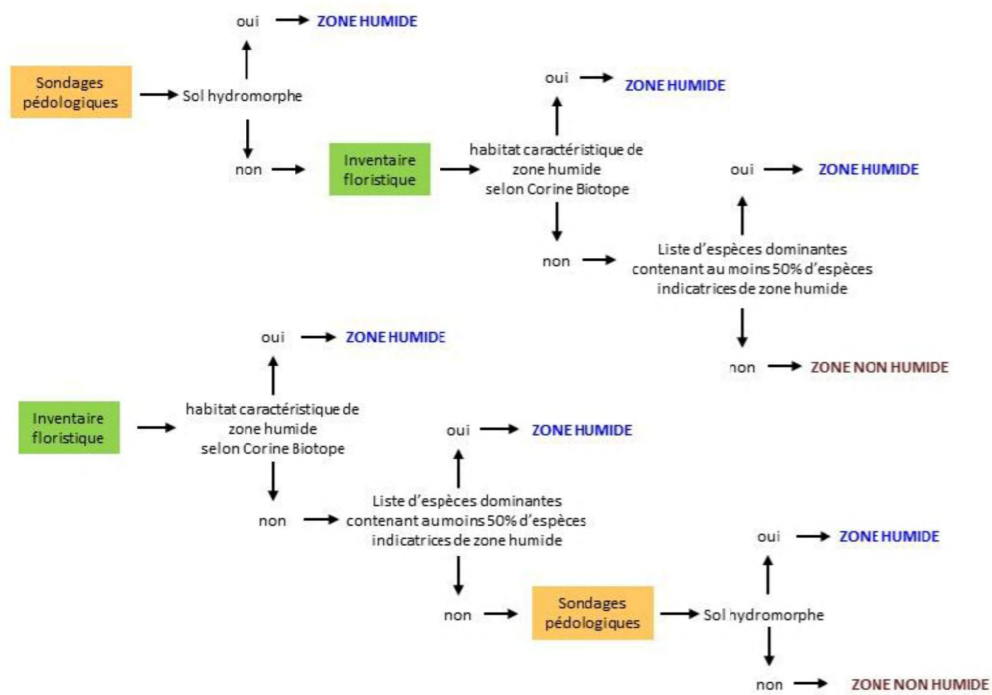 oui
ZONE HUMIDE
Sondages
pédologiques
Sol hydromorphe
non
Inventaire
floristique
oui
ZONE HUMIDE
habitat caractéristique de
zone humide
selon Corine Biotope
non
oui
ZONE HUMIDE
Liste d'espèces dominantes
contenant au moins 50% d'espèces
indicatrices de zone humide
non
ZONE NON HUMIDE
Inventaire
floristique
oui
ZONE HUMIDE
habitat caractéristique de
zone humide
selon Corine Biotope
non
oui
ZONE HUMIDE
Liste d'espèces dominantes
contenant au moins 50% d'espèces
indicatrices de zone humide
non
Sondages
pédologiques
oui
ZONE HUMIDE
Sol hydromorphe
non
ZONE NON HUMIDE